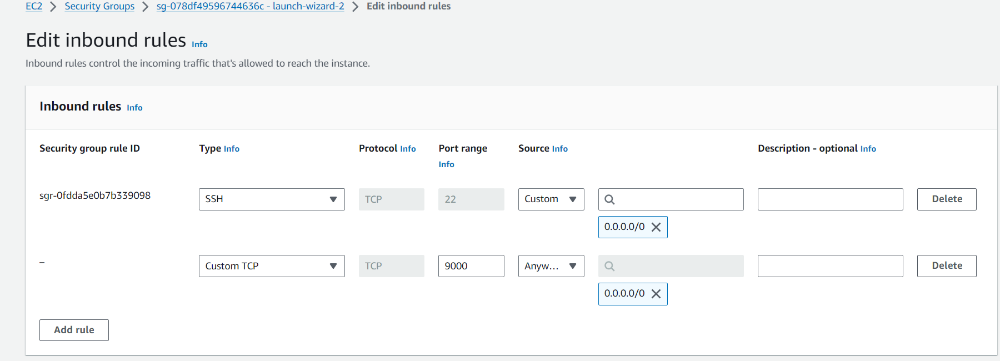 EC2 > Security Groups > sg-078df49596744636c - launch-wizard-2 > Edit inbound rules
Edit inbound rules Info
Inbound rules control the incoming traffic that's allowed to reach the instance.
Inbound rules Info
Security group rule ID Type Info Protocol Info Port range Info Source Info Description - optional Info
sgr-0fdda5e0b7b339098 SSH TCP 22 Custom Delete
0.0.0.0/0
– Custom TCP TCP 9000 Anyw... Delete
0.0.0.0/0
Add rule